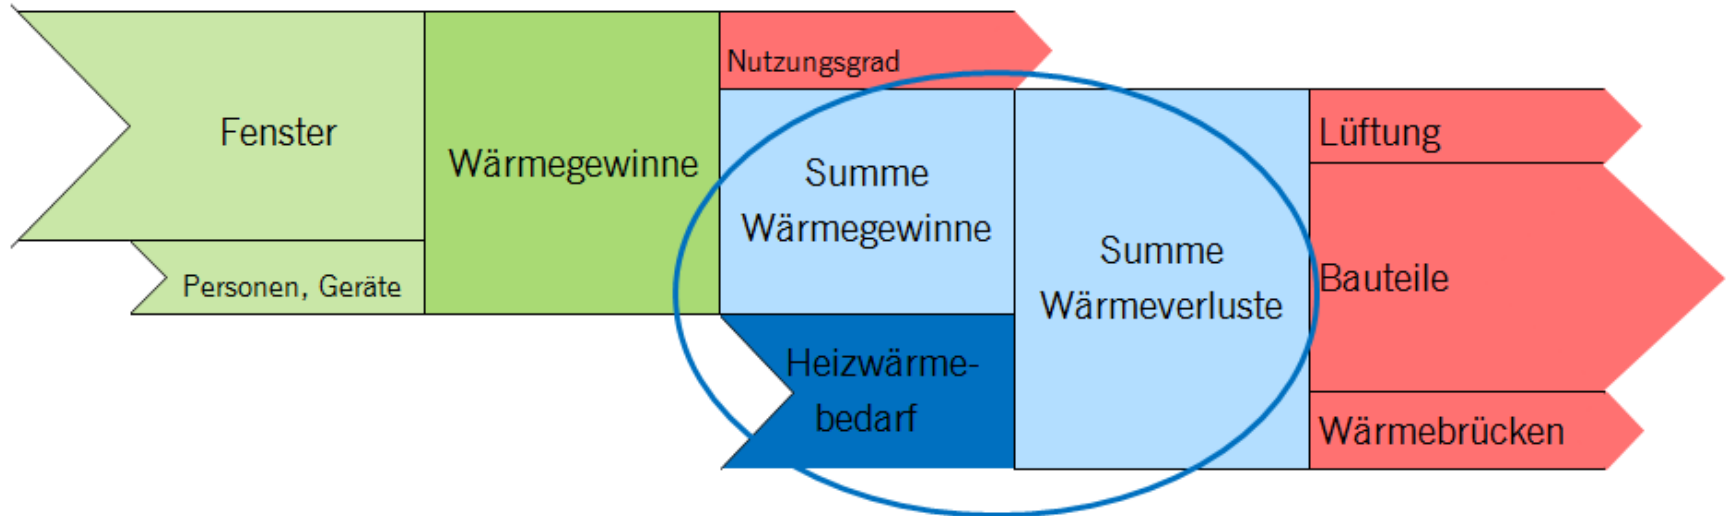 Fenster
Personen, Geräte
Wärmegewinne
Nutzungsgrad
Summe
Wärmegewinne
Heizwärme-
bedarf
Summe
Wärmeverluste
Lüftung
Bauteile
Wärmebrücken